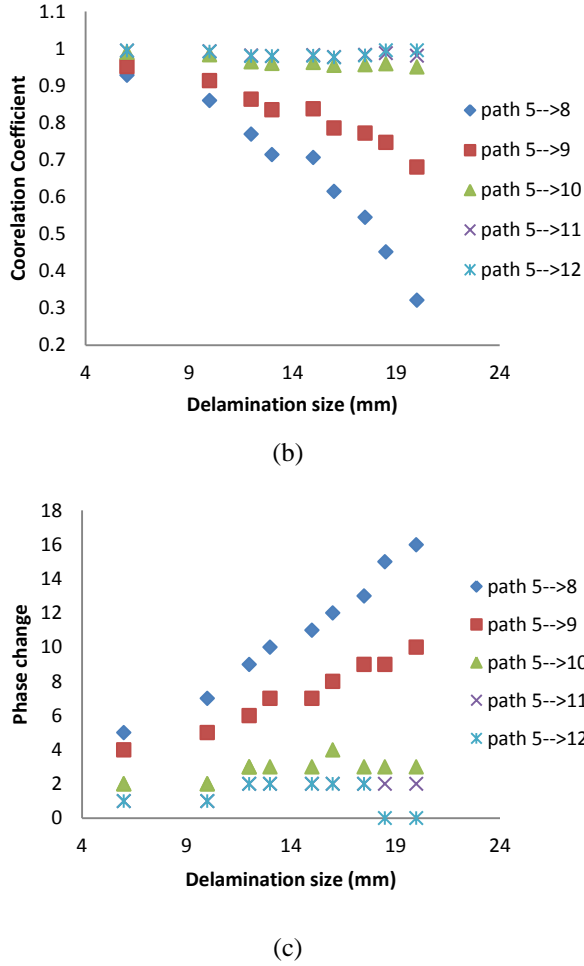 1.1
1
0.9
0.8
0.7
0.6
0.5
0.4
0.3
0.2
Coorelation Coefficient
4 9 14 19 24
Delamination size (mm)
path 5-->8
path 5-->9
path 5-->10
path 5-->11
path 5-->12
(b)
18
16
14
12
10
8
6
4
2
0
Phase change
4 9 14 19 24
Delamination size (mm)
path 5-->8
path 5-->9
path 5-->10
path 5-->11
path 5-->12
(c)